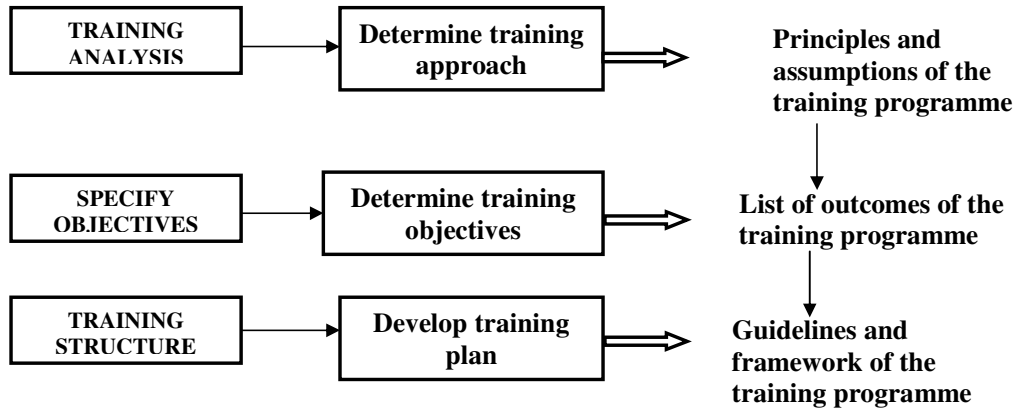 TRAINING
ANALYSIS
Determine training
approach
Principles and
assumptions of the
training programme
SPECIFY
OBJECTIVES
Determine training
objectives
List of outcomes of the
training programme
TRAINING
STRUCTURE
Develop training
plan
Guidelines and
framework of the
training programme